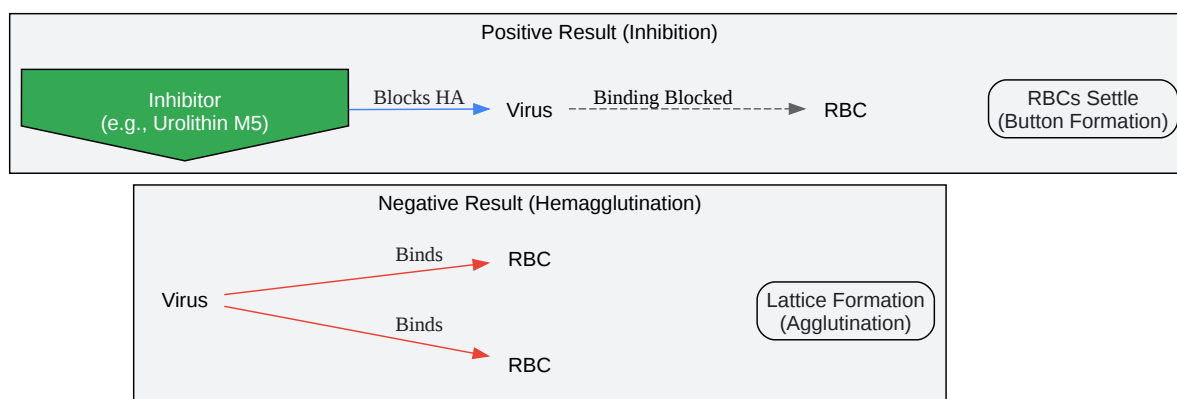 Positive Result (Inhibition)
Inhibitor
(e.g., Urolithin M5)
Blocks HA
Virus
Binding Blocked
RBC
RBCs Settle
(Button Formation)
Negative Result (Hemagglutination)
Virus
Binds
RBC
Binds
RBC
Lattice Formation
(Agglutination)